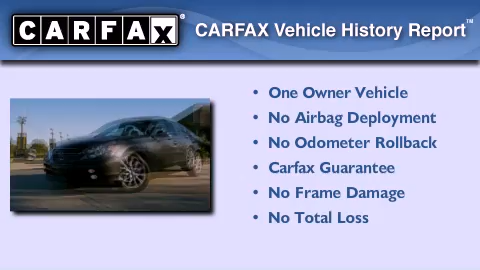 CARFAX® CARFAX Vehicle History Report™
• One Owner Vehicle
• No Airbag Deployment
• No Odometer Rollback
• Carfax Guarantee
• No Frame Damage
• No Total Loss